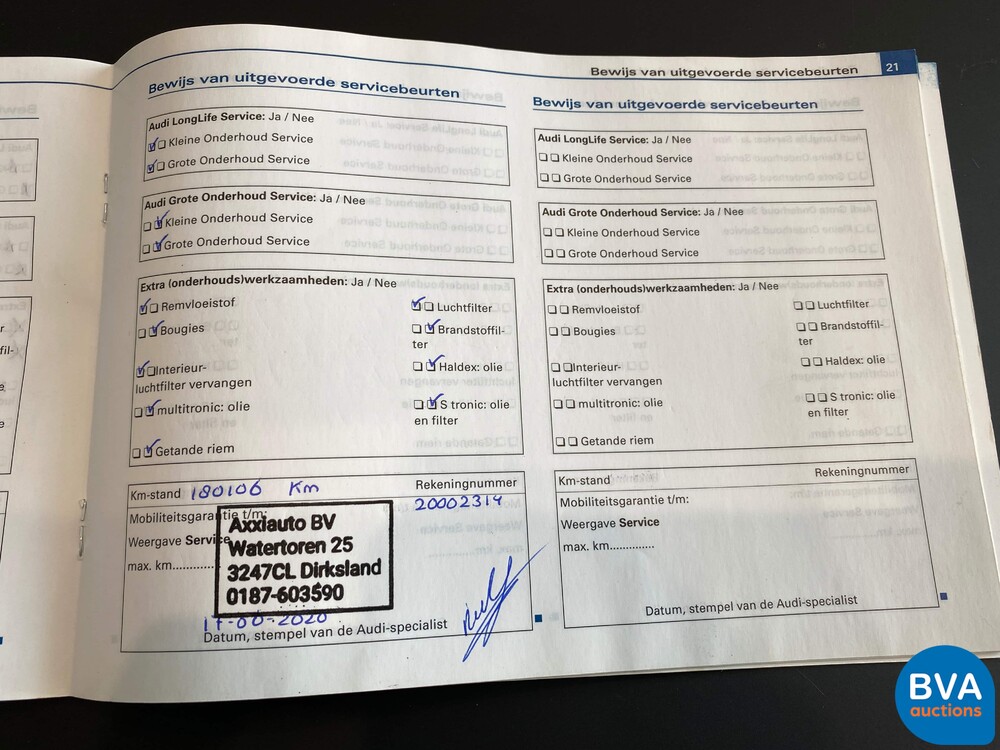 21
Bewijs van uitgevoerde servicebeurten
Bewijs van uitgevoerde servicebeurten
Audi LongLife Service: Ja / Nee
Kleine Onderhoud Service
Grote Onderhoud Service
Audi Grote Onderhoud Service: Ja / Nee
Kleine Onderhoud Service
Grote Onderhoud Service
Extra (onderhouds)werkzaamheden: Ja / Nee
Remvloeistof
Bougies
Interieur-
luchtfilter vervangen
multitronic: olie
Getande riem
Luchtfilter
Brandstoffil-
ter
Haldex: olie
S tronic: olie
en filter
Km-stand 180106 Km
Rekeningnummer
20002314
Mobiliteitsgarantie t/m:
Weergave Service
max. km............
Axxiauto BV
Watertoren 25
3247CL Dirksland
0187-603590
Datum, stempel van de Audi-specialist
Bewijs van uitgevoerde servicebeurten
Audi LongLife Service: Ja / Nee
Kleine Onderhoud Service
Grote Onderhoud Service
Audi Grote Onderhoud Service: Ja / Nee
Kleine Onderhoud Service
Grote Onderhoud Service
Extra (onderhouds)werkzaamheden: Ja / Nee
Remvloeistof
Bougies
Interieur-
luchtfilter vervangen
multitronic: olie
Getande riem
Luchtfilter
Brandstoffil-
ter
Haldex: olie
S tronic: olie
en filter
Km-stand
Rekeningnummer
Mobiliteitsgarantie t/m:
Weergave Service
max. km.............
Datum, stempel van de Audi-specialist
BVA
auctions